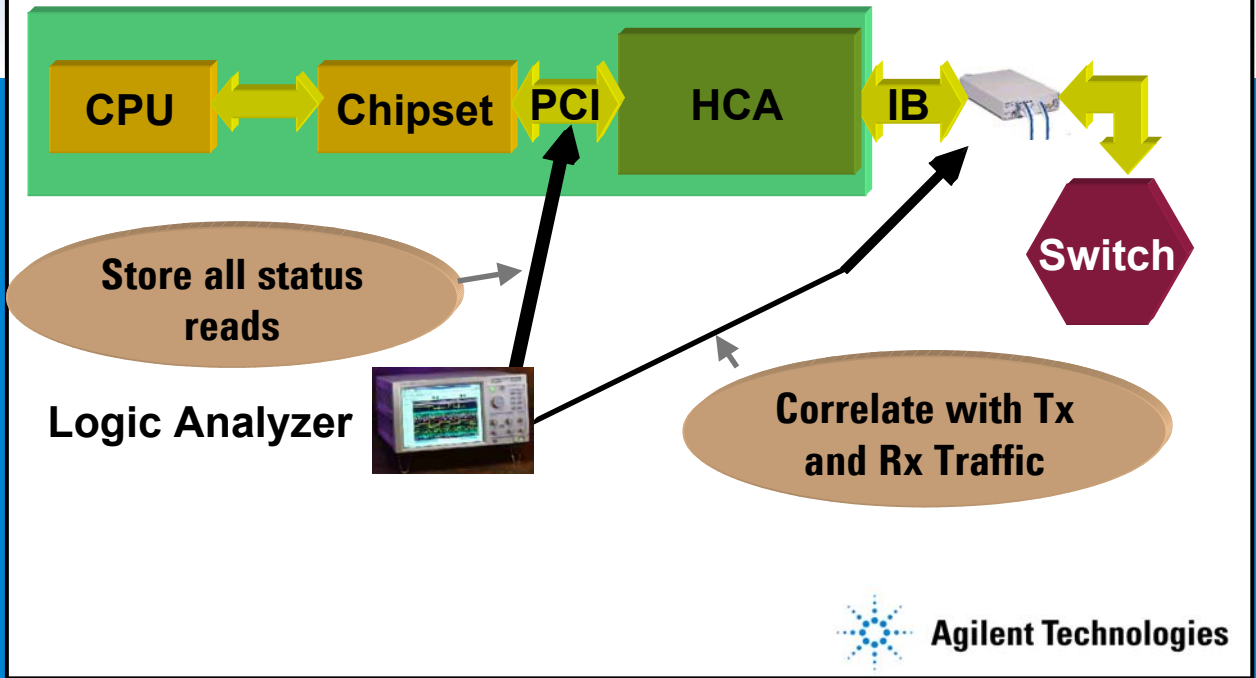 CPU
Chipset
PCI
HCA
IB
Switch
Store all status
reads
Logic Analyzer
Correlate with Tx
and Rx Traffic
Agilent Technologies